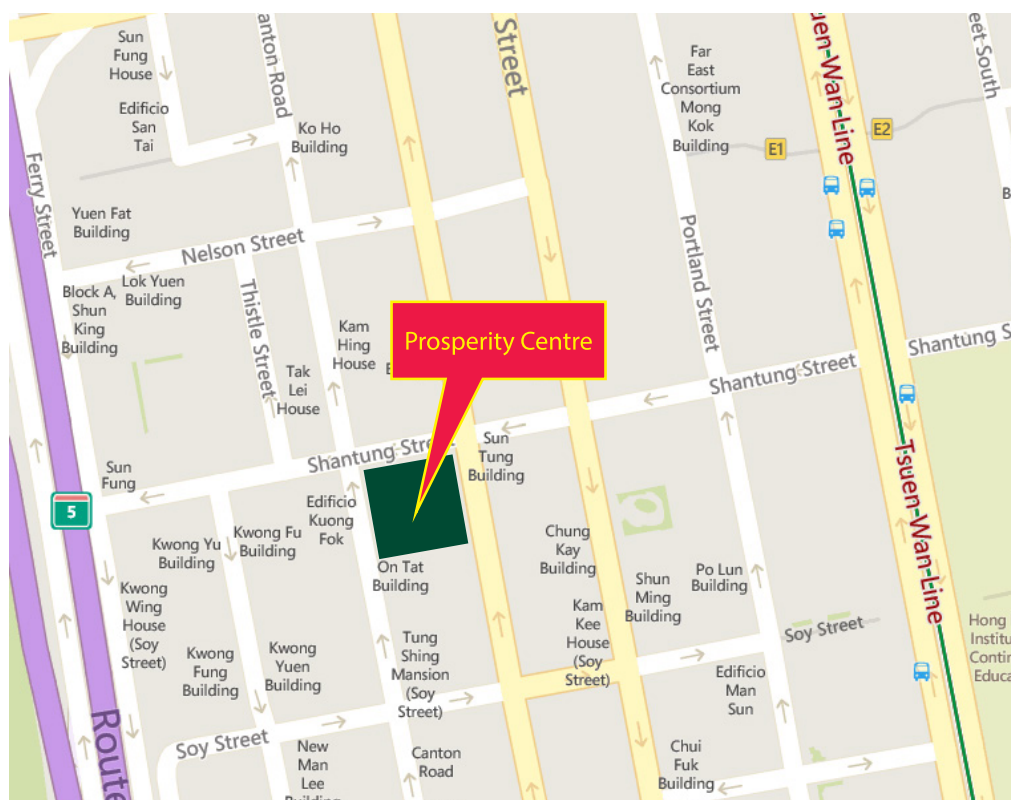 Sun
Fung
House
Canton Road
Street
Tsuen-Wan-Line
Street South
Far
East
Consortium
Mong
Kok
Building
Edificio
San
Tai
Ko Ho
Building
E1
E2
Ferry Street
Yuen Fat
Building
Nelson Street
Portland Street
B
Block A,
Shun
King
Building
Lok Yuen
Building
Thistle Street
Kam
Hing
House
Prosperity Centre
Tak
Lei
House
Shantung Street
Shantung S
Shantung Street
Sun
Tung
Building
Sun
Fung
5
Edificio
Kuong
Fok
Kwong Yu
Building
Kwong Fu
Building
On Tat
Building
Chung
Kay
Building
Tsuen-Wan-Line
Kwong
Wing
House
(Soy
Street)
Shun
Ming
Building
Po Lun
Building
Kam
Kee
House
(Soy
Street)
Soy Street
Hong
Institu
Contin
Educa
Kwong
Fung
Building
Kwong
Yuen
Building
Tung
Shing
Mansion
(Soy
Street)
Edificio
Man
Sun
Route
Soy Street
New
Man
Lee
Building
Canton
Road
Chui
Fuk
Building